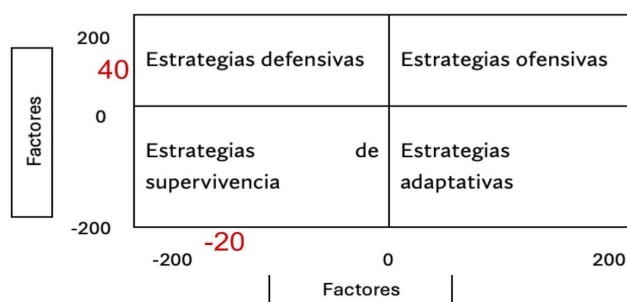 200
40
Estrategias defensivas
Estrategias ofensivas
Factores
0
Estrategias de
supervivencia
Estrategias
adaptativas
-200
-20
-200
0
200
Factores